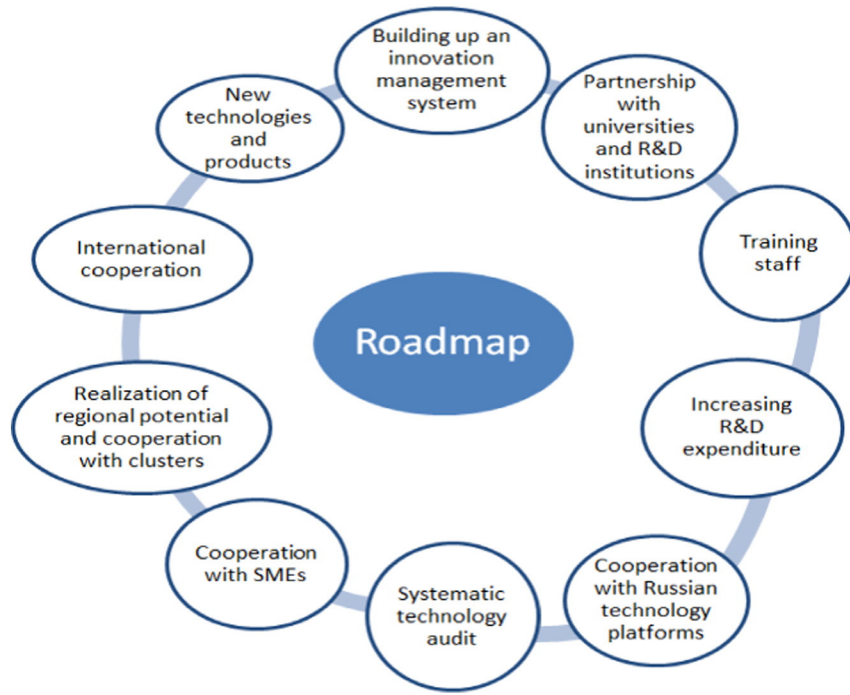 Building up an
innovation
management
system
Partnership
with
universities
and R&D
institutions
Training
staff
Increasing
R&D
expenditure
Cooperation
with Russian
technology
platforms
Systematic
technology
audit
Cooperation
with SMEs
Realization of
regional potential
and cooperation
with clusters
International
cooperation
New
technologies
and
products
Roadmap